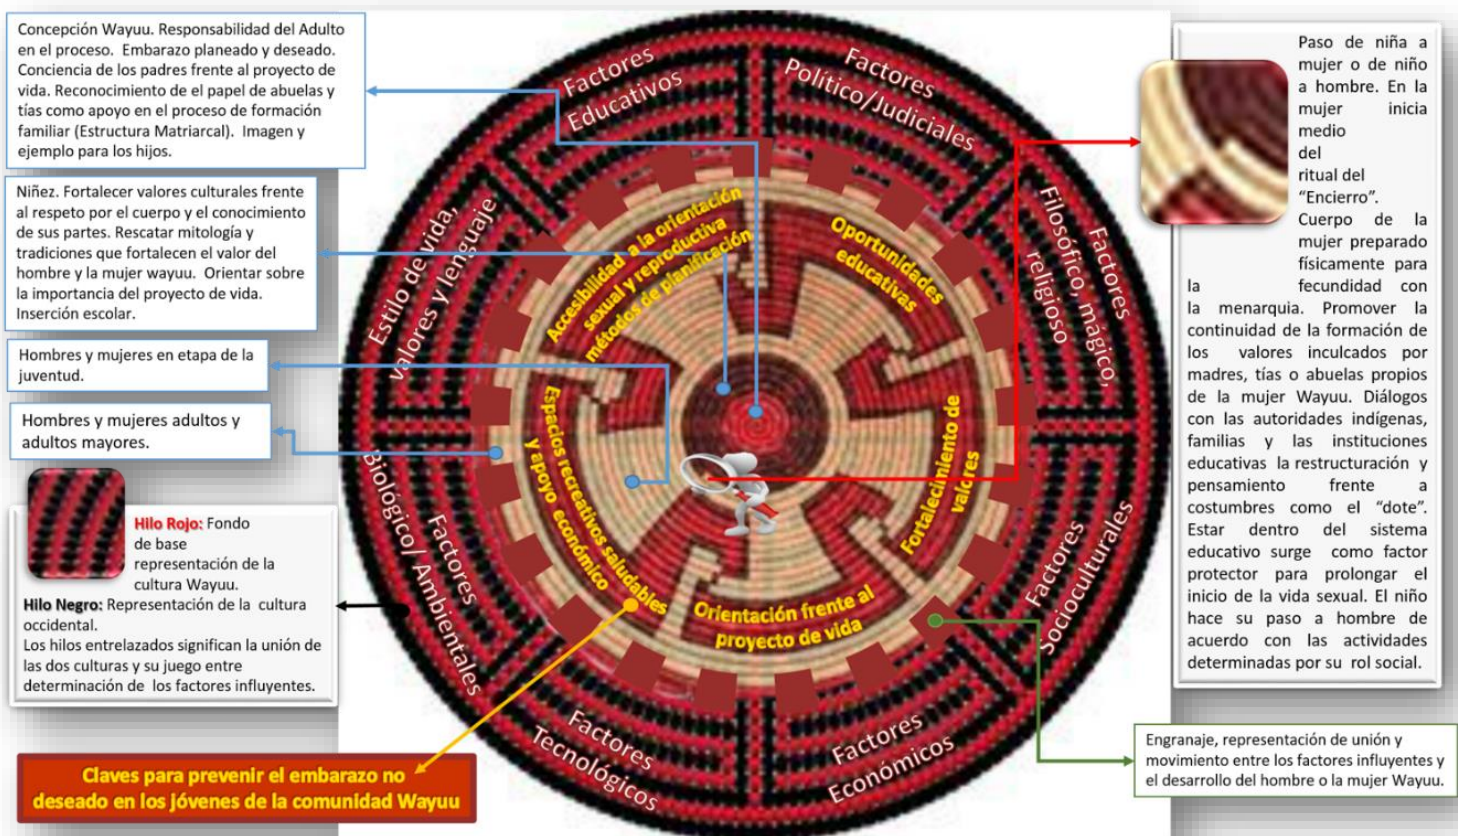 Concepción Wayuu. Responsabilidad del Adulto
en el proceso. Embarazo planeado y deseado.
Conciencia de los padres frente al proyecto de
vida. Reconocimiento de el papel de abuelas y
tías como apoyo en el proceso de formación
familiar (Estructura Matriarcal). Imagen y
ejemplo para los hijos.
Niñez. Fortalecer valores culturales frente
al respeto por el cuerpo y el conocimiento
de sus partes. Rescatar mitología y
tradiciones que fortalecen el valor del
hombre y la mujer wayuu. Orientar sobre
la importancia del proyecto de vida.
Inserción escolar.
Hombres y mujeres en etapa de la
juventud.
Hombres y mujeres adultos y
adultos mayores.
Hilo Rojo: Fondo
de base
representación de la
cultura Wayuu.
Hilo Negro: Representación de la cultura
occidental.
Los hilos entrelazados significan la unión de
las dos culturas y su juego entre
determinación de los factores influyentes.
Claves para prevenir el embarazo no
deseado en los jóvenes de la comunidad Wayuu
Factores
Educativos
Factores
Político/Judiciales
Factores
Filosófico, mágico,
religioso
Factores
Socioculturales
Factores
Económicos
Factores
Tecnológicos
Factores
Biológico/ Ambientales
Estilo de vida,
valores y lenguaje
Accesibilidad a la orientación
sexual y reproductiva
métodos de planificación
Oportunidades
educativas
Fortalecimiento de
valores
Orientación frente al
proyecto de vida
Espacios recreativos saludables
y apoyo económico
Paso de niña a
mujer o de niño
a hombre. En la
mujer inicia
medio
del
ritual del
“Encierro”.
Cuerpo de la
mujer preparado
físicamente para
la fecundidad con
la menarquia. Promover la
continuidad de la formación de
los valores inculcados por
madres, tías o abuelas propios
de la mujer Wayuu. Diálogos
con las autoridades indígenas,
familias y las instituciones
educativas la restructuración y
pensamiento frente a
costumbres como el “dote”.
Estar dentro del sistema
educativo surge como factor
protector para prolongar el
inicio de la vida sexual. El niño
hace su paso a hombre de
acuerdo con las actividades
determinadas por su rol social.
Engranaje, representación de unión y
movimiento entre los factores influyentes y
el desarrollo del hombre o la mujer Wayuu.